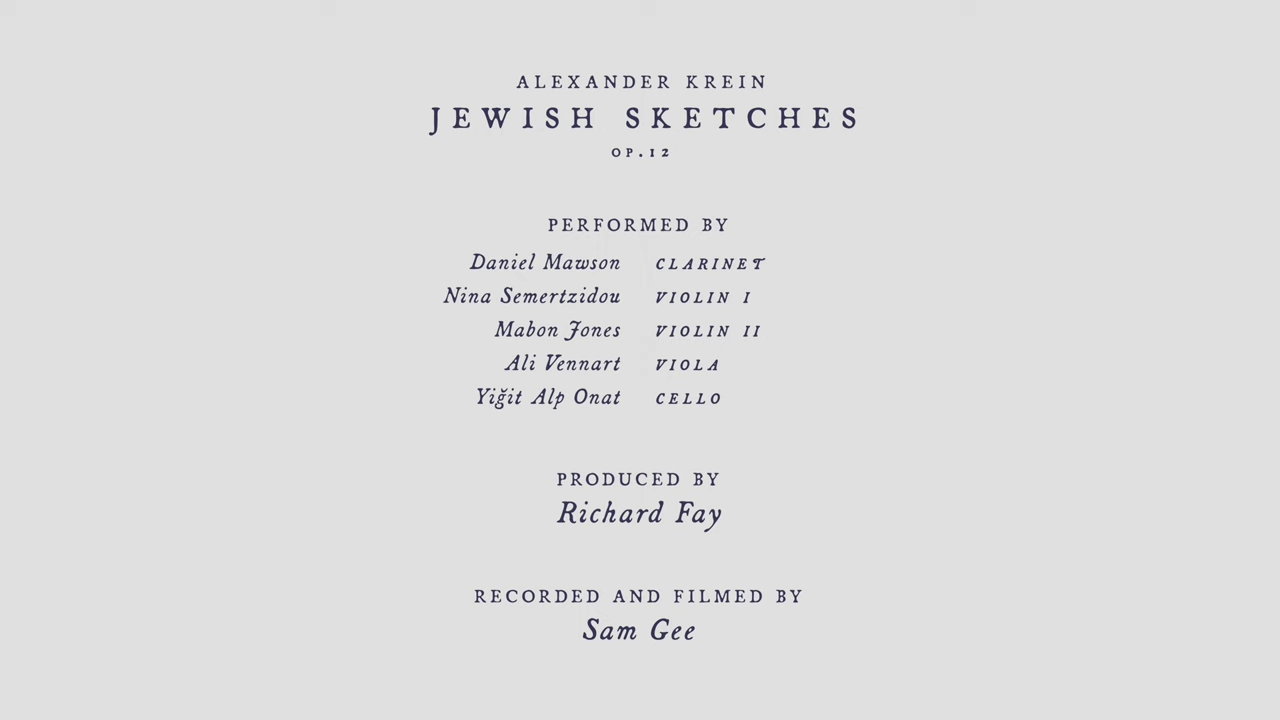 ALEXANDER KREIN
JEWISH SKETCHES
OP.12
PERFORMED BY
Daniel Mawson CLARINET
Nina Semertzidou VIOLIN I
Mabon Jones VIOLIN II
Ali Vennart VIOLA
Yiğit Alp Onat CELLO
PRODUCED BY
Richard Fay
RECORDED AND FILMED BY
Sam Gee